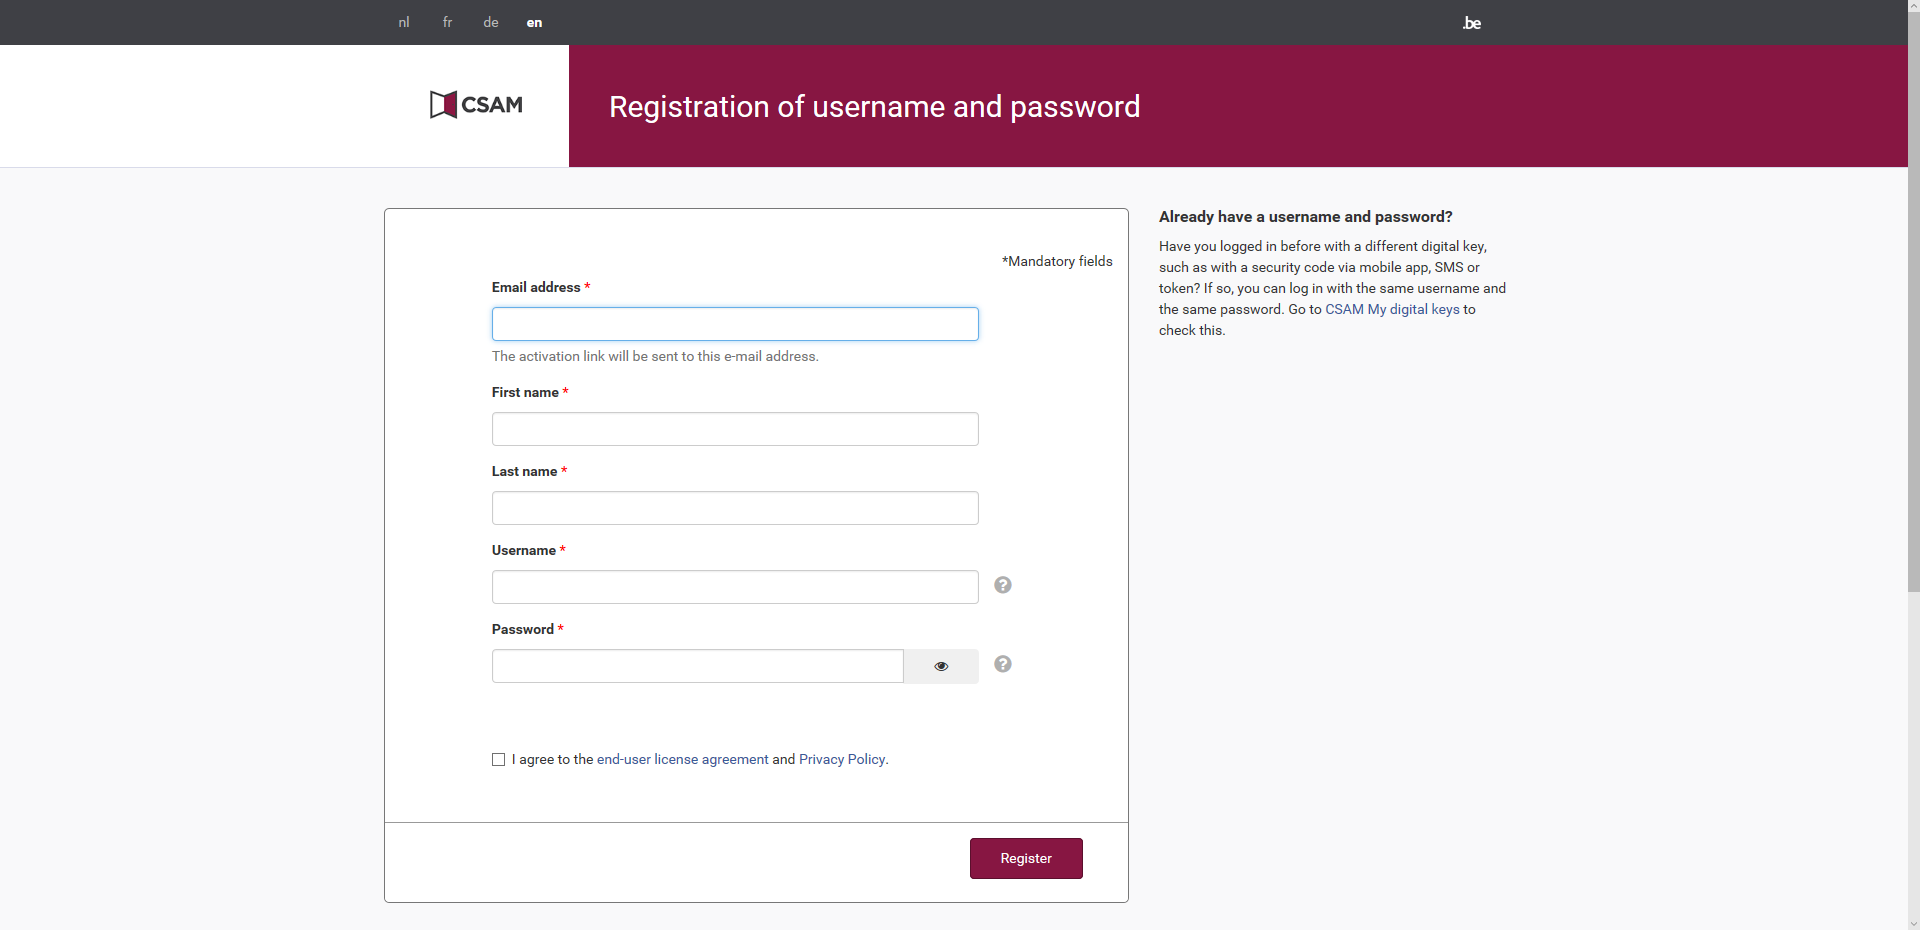 nl fr de en .be
CSAM
Registration of username and password
*Mandatory fields
Email address *
The activation link will be sent to this e-mail address.
First name *
Last name *
Username *
?
Password *
?
I agree to the end-user license agreement and Privacy Policy.
Register
Already have a username and password?
Have you logged in before with a different digital key,
such as with a security code via mobile app, SMS or
token? If so, you can log in with the same username and
the same password. Go to CSAM My digital keys to
check this.